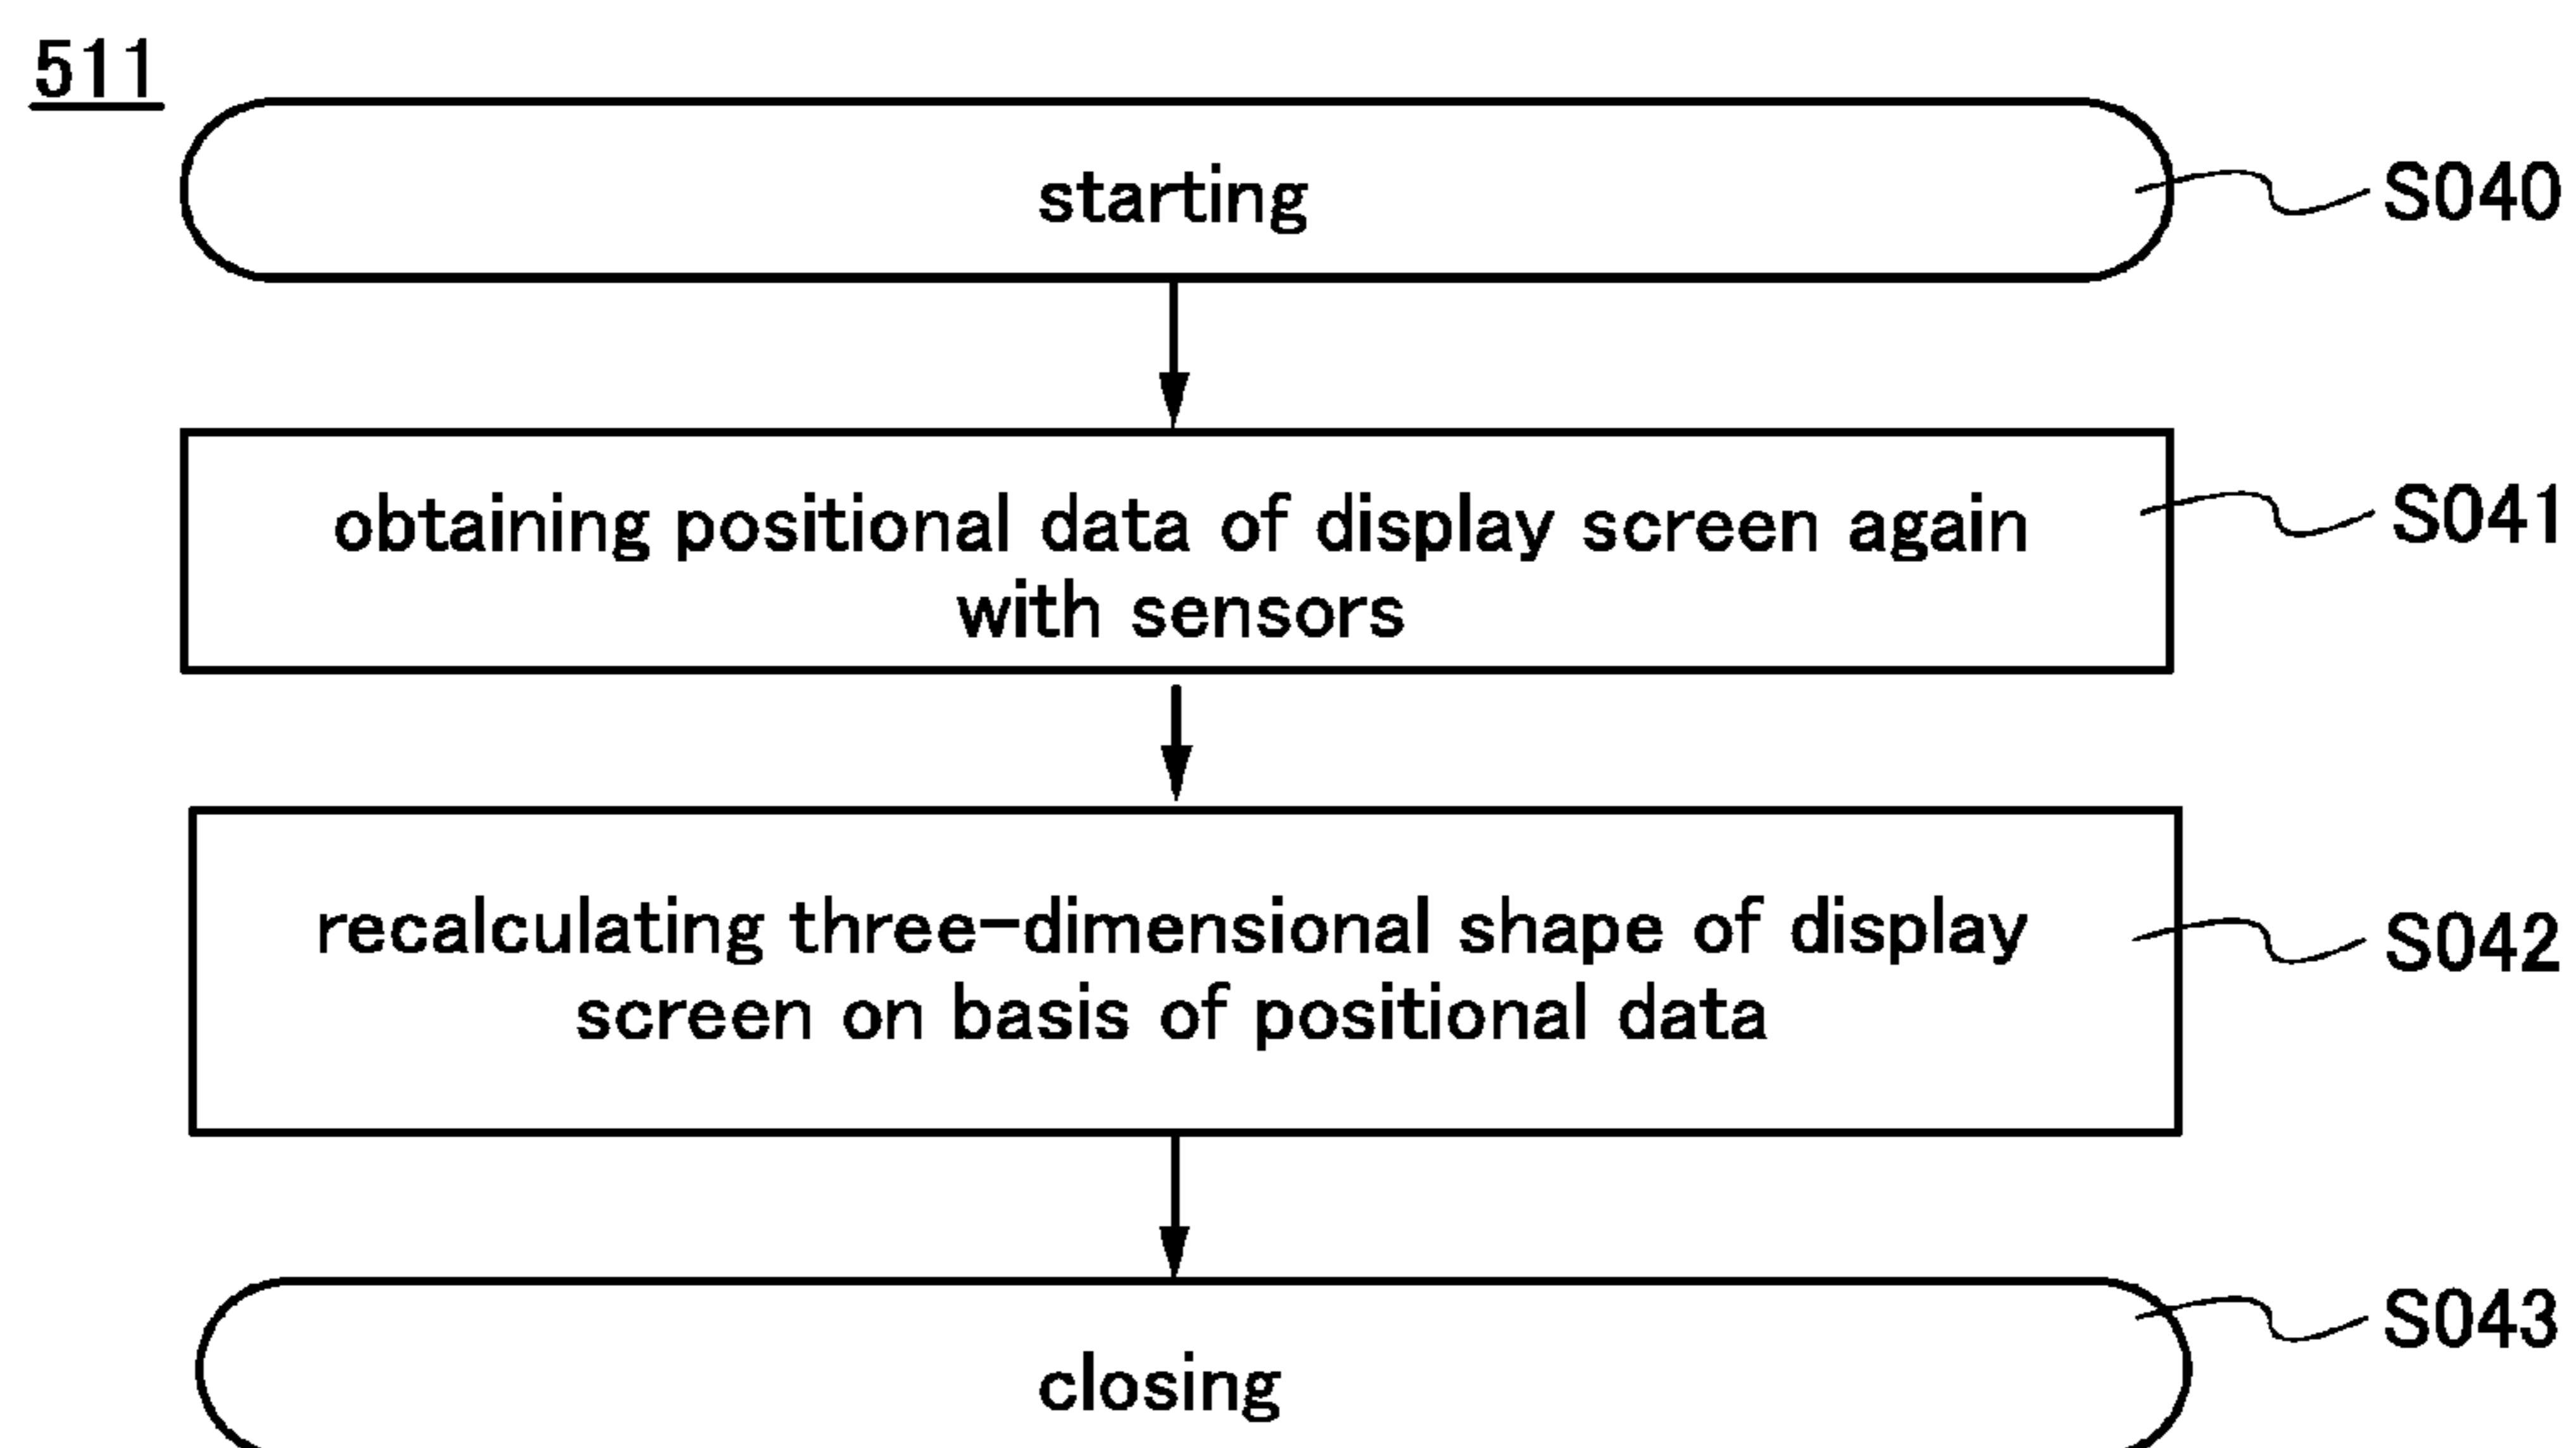 511
starting
S040
obtaining positional data of display screen again
with sensors
S041
recalculating three-dimensional shape of display
screen on basis of positional data
S042
closing
S043